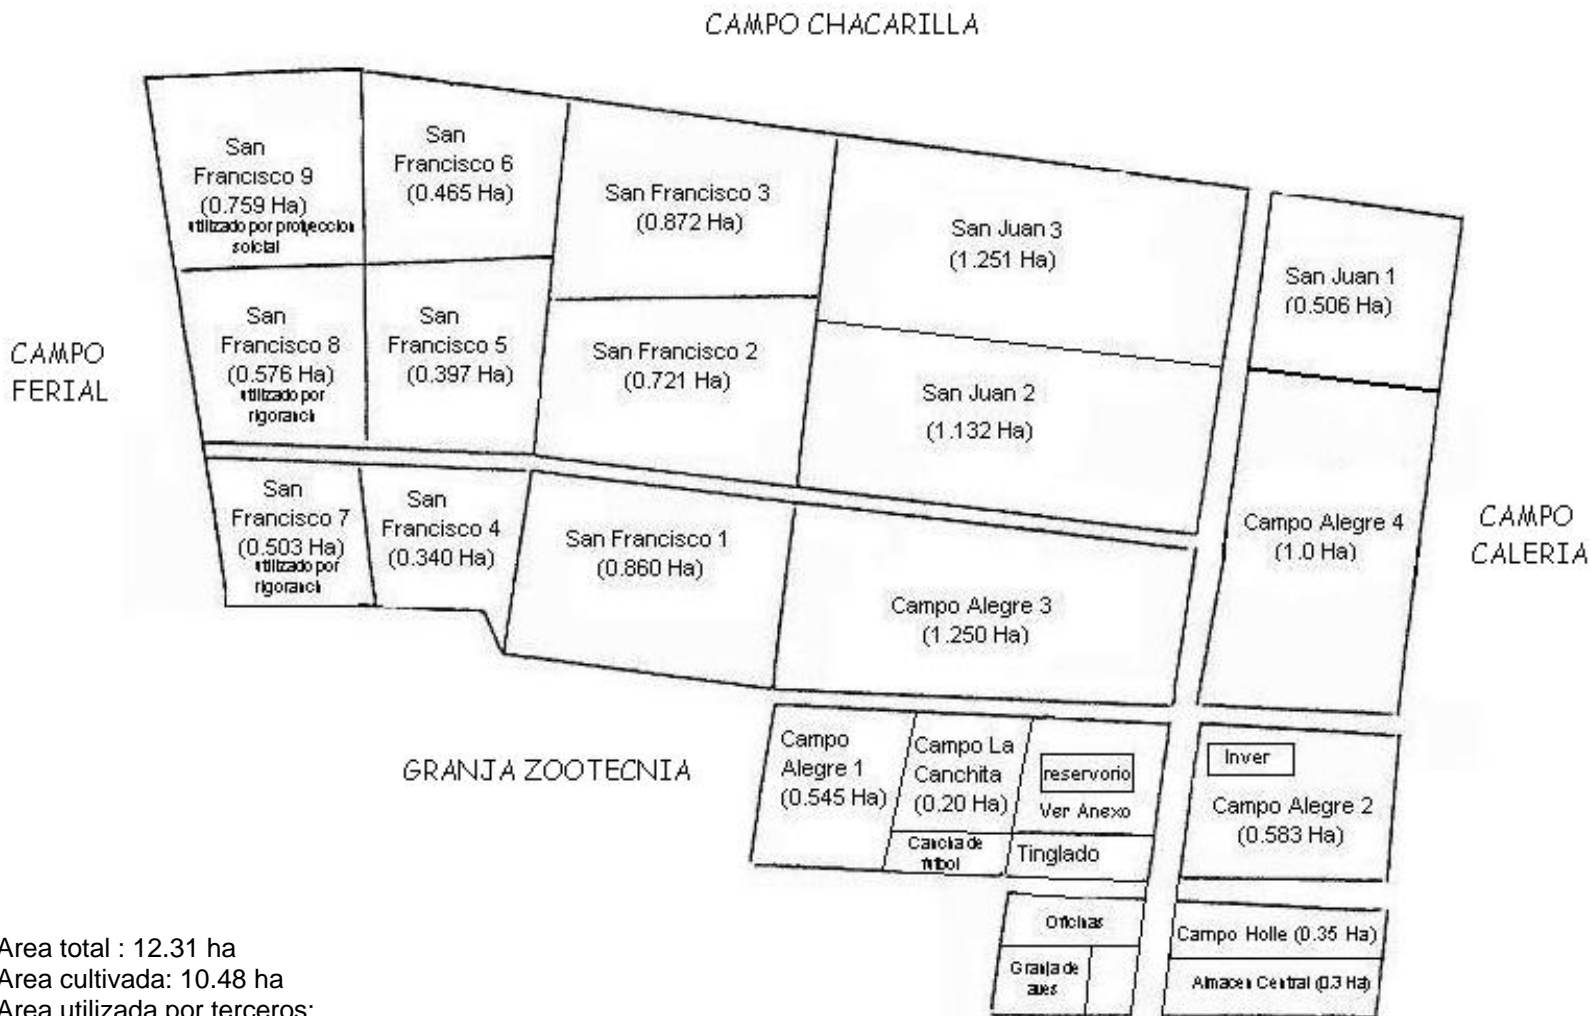 CAMPO CHACARILLA
San
Francisco 9
(0.759 Ha)
utilizado por proyeccion
solcial
San
Francisco 6
(0.465 Ha)
San Francisco 3
(0.872 Ha)
San Juan 3
(1.251 Ha)
San Juan 1
(0.506 Ha)
CAMPO
FERIAL
San
Francisco 8
(0.576 Ha)
utilizado por
rigoranch
San
Francisco 5
(0.397 Ha)
San Francisco 2
(0.721 Ha)
San Juan 2
(1.132 Ha)
San
Francisco 7
(0.503 Ha)
utilizado por
rigoranch
San
Francisco 4
(0.340 Ha)
San Francisco 1
(0.860 Ha)
Campo Alegre 3
(1.250 Ha)
Campo Alegre 4
(1.0 Ha)
CAMPO
CALERIA
GRANJA ZOOTECNIA
Campo
Alegre 1
(0.545 Ha)
Campo La
Canchita
(0.20 Ha)
Cancha de
futbol
reservorio
Ver Anexo
Tinglado
Inver
Campo Alegre 2
(0.583 Ha)
Oficinas
Granja de
aves
Campo Holle (0.35 Ha)
Almacen Central (0.3 Ha)
Area total : 12.31 ha
Area cultivada: 10.48 ha
Area utilizada por terceros: